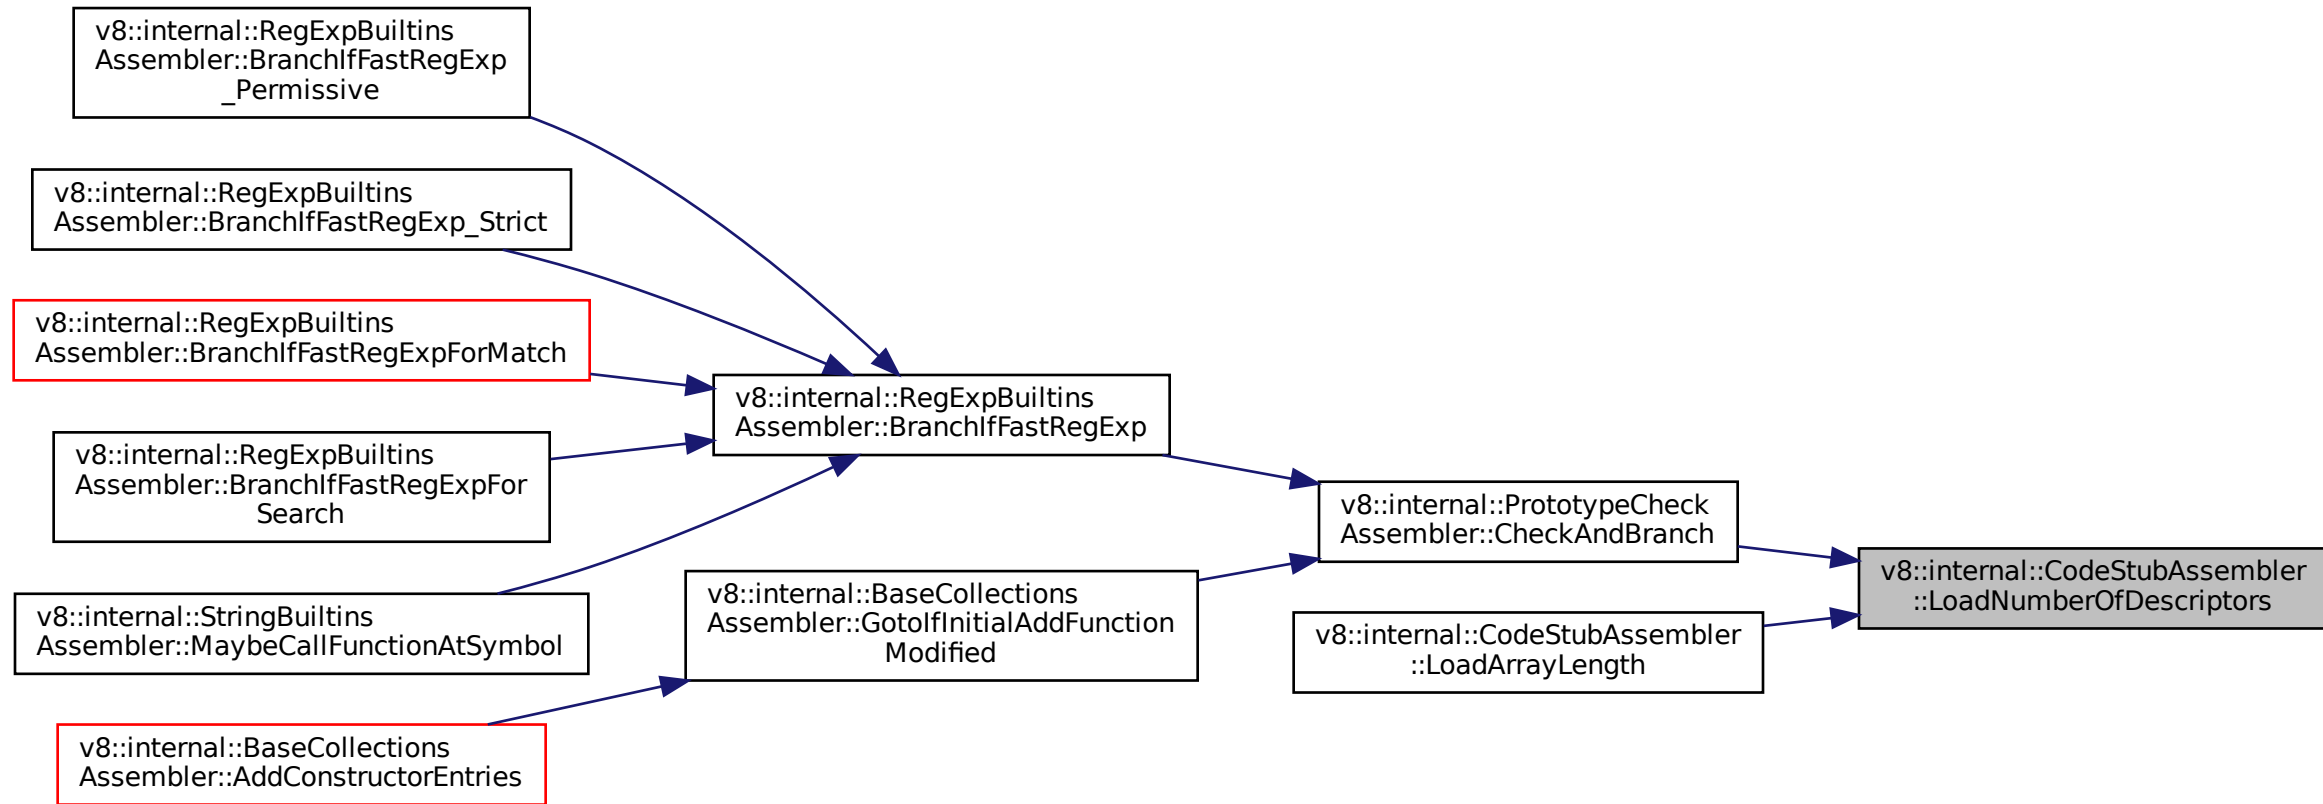 v8::internal::RegExpBuiltins
Assembler::BranchIfFastRegExp
_Permissive
v8::internal::RegExpBuiltins
Assembler::BranchIfFastRegExp_Strict
v8::internal::RegExpBuiltins
Assembler::BranchIfFastRegExpForMatch
v8::internal::RegExpBuiltins
Assembler::BranchIfFastRegExpFor
Search
v8::internal::StringBuiltins
Assembler::MaybeCallFunctionAtSymbol
v8::internal::BaseCollections
Assembler::AddConstructorEntries
v8::internal::RegExpBuiltins
Assembler::BranchIfFastRegExp
v8::internal::BaseCollections
Assembler::GotoIfInitialAddFunction
Modified
v8::internal::PrototypeCheck
Assembler::CheckAndBranch
v8::internal::CodeStubAssembler
::LoadArrayLength
v8::internal::CodeStubAssembler
::LoadNumberOfDescriptors